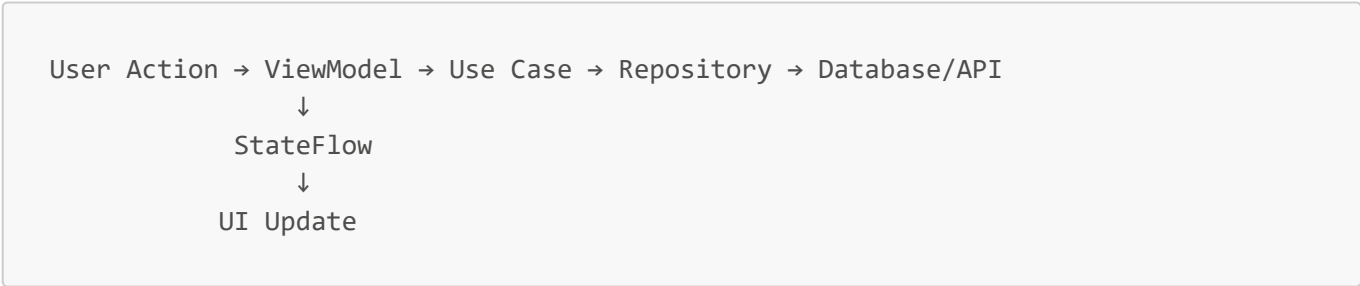 User Action → ViewModel → Use Case → Repository → Database/API
↓
StateFlow
↓
UI Update